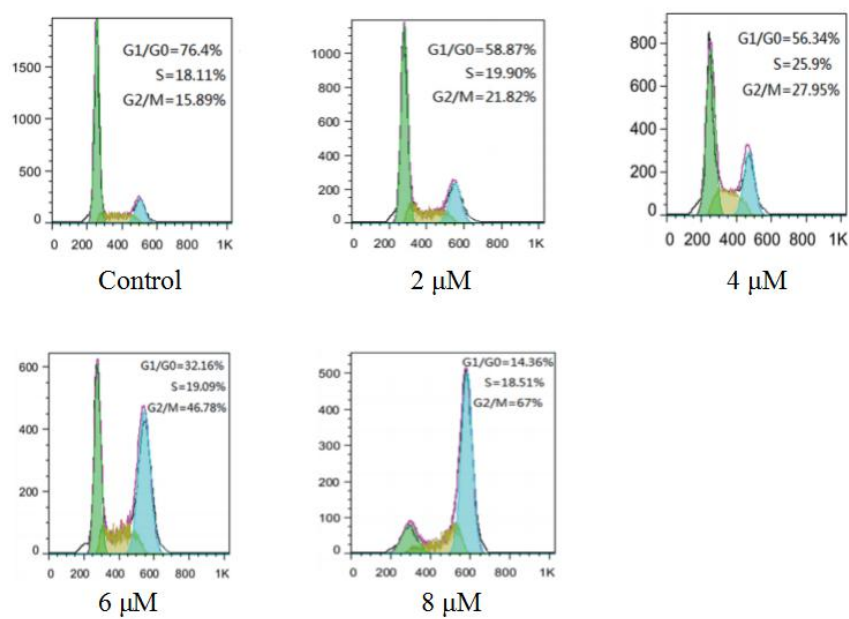 G1/G0=76.4%
S=18.11%
G2/M=15.89%
1500
1000
500
0
0 200 400 600 1K
Control
G1/G0=58.87%
S=19.90%
G2/M=21.82%
1000
800
600
400
200
0
0 200 400 600 1K
2 μM
G1/G0=56.34%
S=25.9%
G2/M=27.95%
800
600
400
200
0
0 200 400 600 1K
4 μM
G1/G0=32.16%
S=19.09%
G2/M=46.78%
600
400
200
0
0 200 400 600 800 1K
6 μM
G1/G0=14.36%
S=18.51%
G2/M=67%
500
400
300
200
100
0
0 200 400 600 800 1K
8 μM